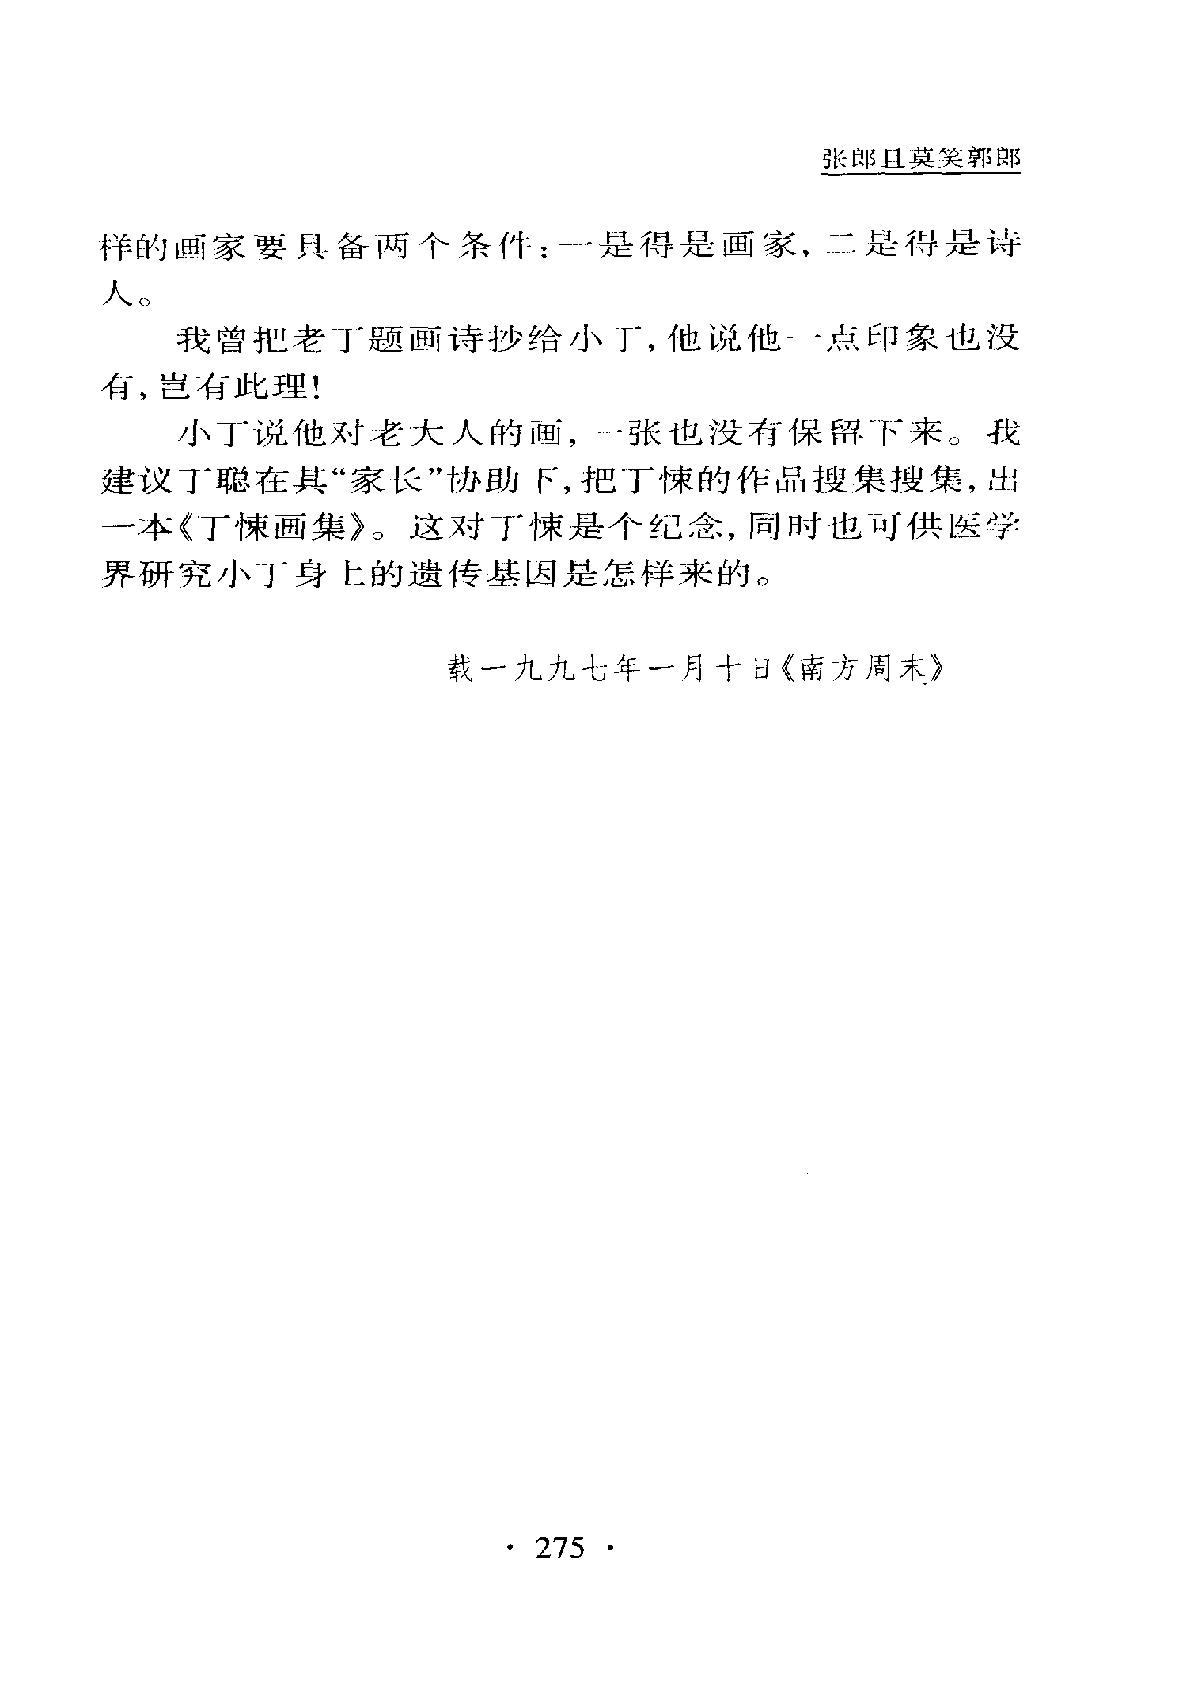 张郎且莫笑郭郎
样的画家要具备两个条件：一是得是画家，二是得是诗
人。
我曾把老丁题画诗抄给小丁，他说他一点印象也没
有，岂有此理！
小丁说他对老大人的画，一张也没有保留下来。我
建议丁聪在其“家长”协助下，把丁悚的作品搜集搜集，出
一本《丁悚画集》。这对丁悚是个纪念，同时也可供医学
界研究小丁身上的遗传基因是怎样来的。
载一九九七年一月十日《南方周末》
· 275 ·